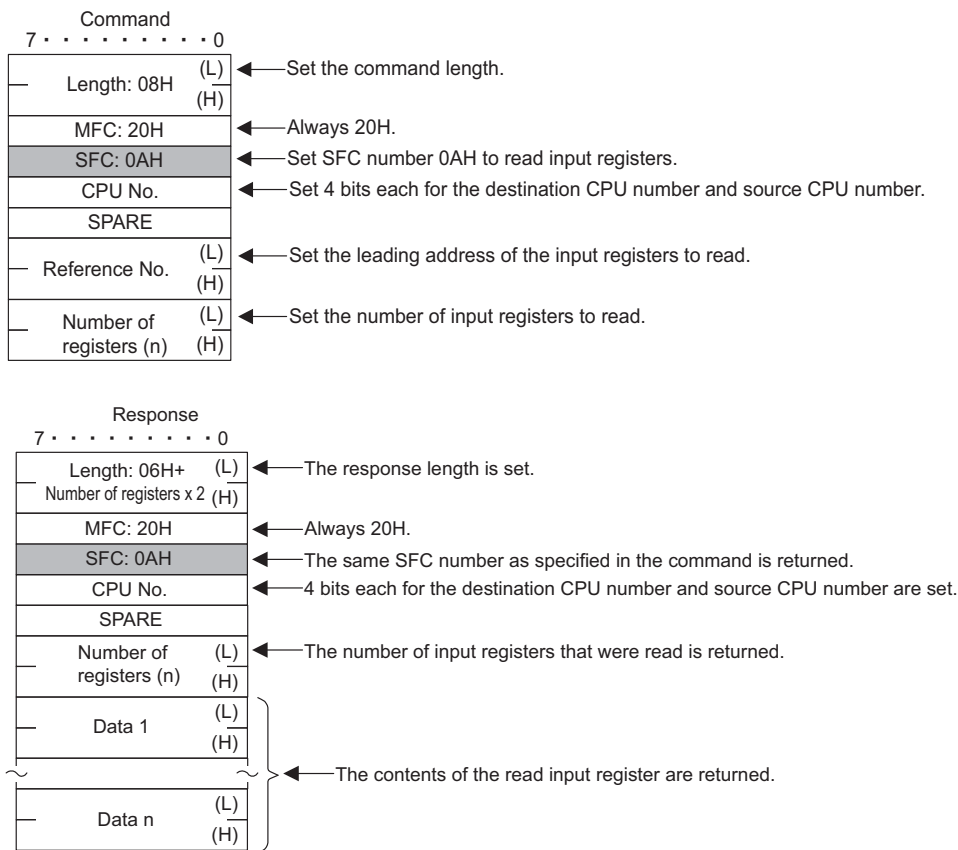 Command
7 · · · · · · · · · 0
Length: 08H (L) (H) Set the command length.
MFC: 20H Always 20H.
SFC: 0AH Set SFC number 0AH to read input registers.
CPU No. Set 4 bits each for the destination CPU number and source CPU number.
SPARE
Reference No. (L) (H) Set the leading address of the input registers to read.
Number of (L) Set the number of input registers to read.
registers (n) (H)
Response
7 · · · · · · · · · 0
Length: 06H+ (L) The response length is set.
Number of registers x 2 (H)
MFC: 20H Always 20H.
SFC: 0AH The same SFC number as specified in the command is returned.
CPU No. 4 bits each for the destination CPU number and source CPU number are set.
SPARE
Number of (L) The number of input registers that were read is returned.
registers (n) (H)
Data 1 (L) (H)
The contents of the read input register are returned.
Data n (L) (H)